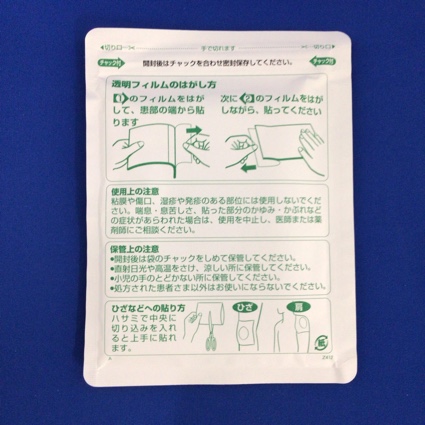 ◀切り口
手で切れます
切り口▶
チャック付
開封後はチャックを合わせ密封保存してください。
チャック付
透明フィルムのはがし方
❶のフィルムをはが
して、患部の端から貼
ります
次に❷のフィルムをはが
しながら、貼ってください
使用上の注意
粘膜や傷口、湿疹や発疹のある部位には使用しないでくだ
さい。喘息・息苦しさ、貼った部分のかゆみ・かぶれなど
の症状があらわれた場合は、使用を中止し、医師または薬
剤師にご相談ください。
保管上の注意
●開封後は袋のチャックをしめて保管してください。
●直射日光や高温をさけ、涼しい所に保管してください。
●小児の手のとどかない所に保管してください。
●処方された患者さま以外はお使いにならないでください。
ひざなどへの貼り方
ハサミで中央に
切り込みを入れ
ると上手に貼れ
ます。
ひざ
肩
紙